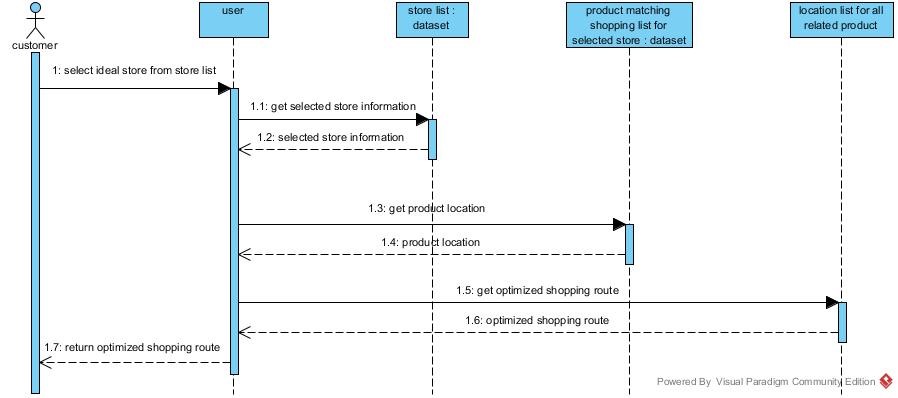 user
store list :
dataset
product matching
shopping list for
selected store : dataset
location list for all
related product
customer
1: select ideal store from store list
1.1: get selected store information
1.2: selected store information
1.3: get product location
1.4: product location
1.5: get optimized shopping route
1.6: optimized shopping route
1.7: return optimized shopping route
Powered By Visual Paradigm Community Edition